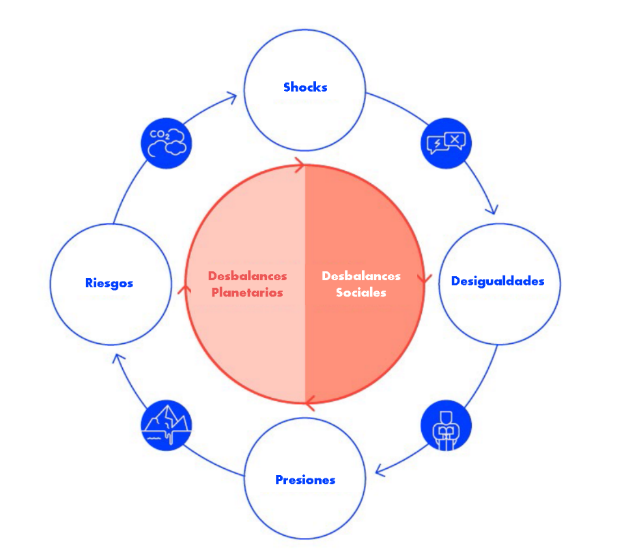 Shocks
CO₂
Riesgos
Desbalances
Planetarios
Desbalances
Sociales
Desigualdades
Presiones